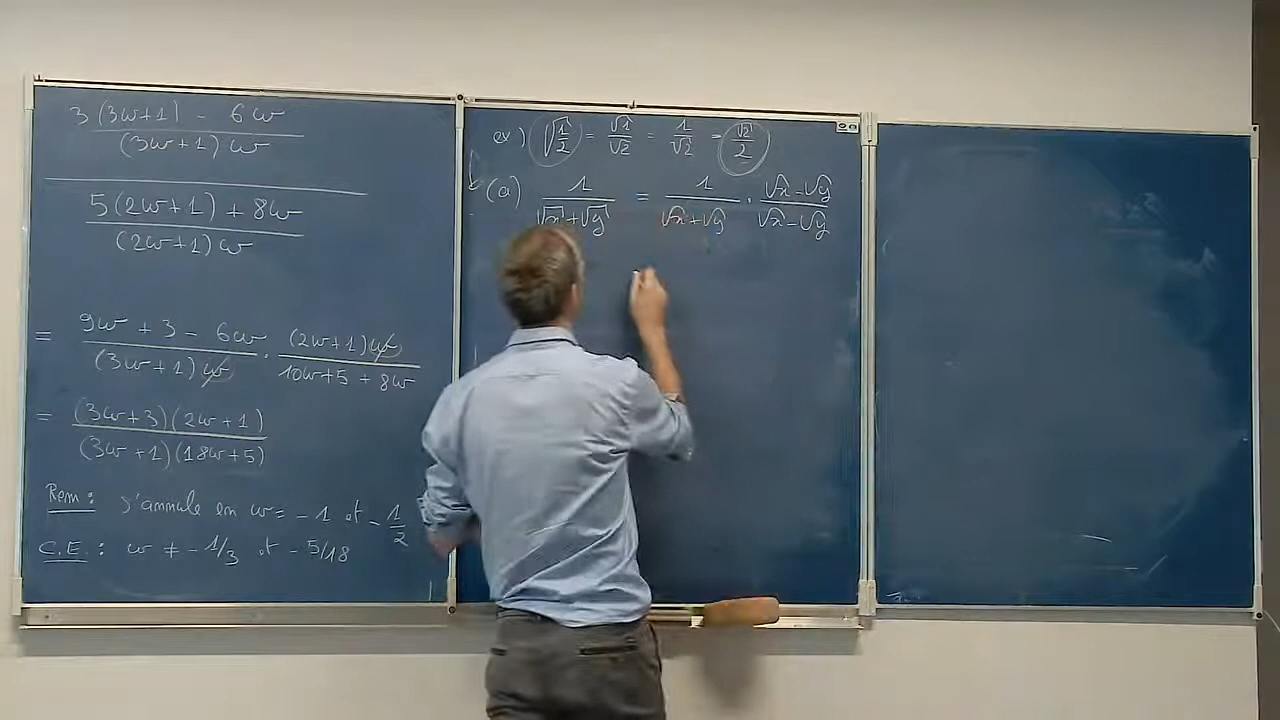 3(3w+1) - 6w
(3w+1) w
5(2w+1) + 8w
(2w+1) w
= 9w + 3 - 6w / (3w+1) w · (2w+1) w / 10w+5 + 8w
= (3w+3)(2w+1) / (3w+1)(18w+5)
Rem : s'annule en w = -1 et -1/2
C.E. : w ≠ -1/3 et -5/18
ex) √1/2 = √1/√2 = 1/√2 = √2/2
(a) 1/√x+√y = 1/√x+√y · √x-√y/√x-√y